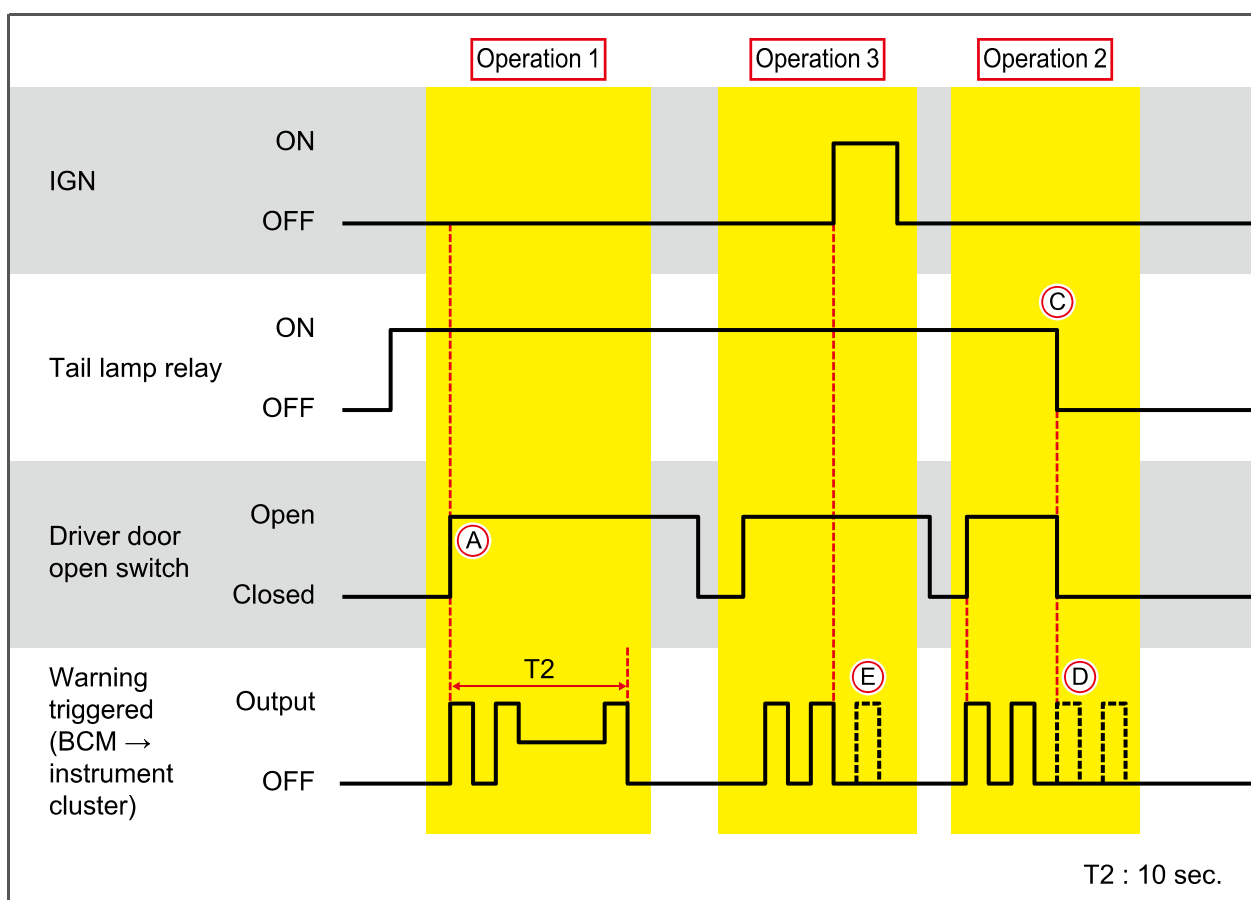 Operation 1
Operation 3
Operation 2
IGN
ON
OFF
Tail lamp relay
ON
OFF
C
Driver door
open switch
Open
Closed
A
Warning
triggered
(BCM →
instrument
cluster)
Output
OFF
T2
E
D
T2 : 10 sec.